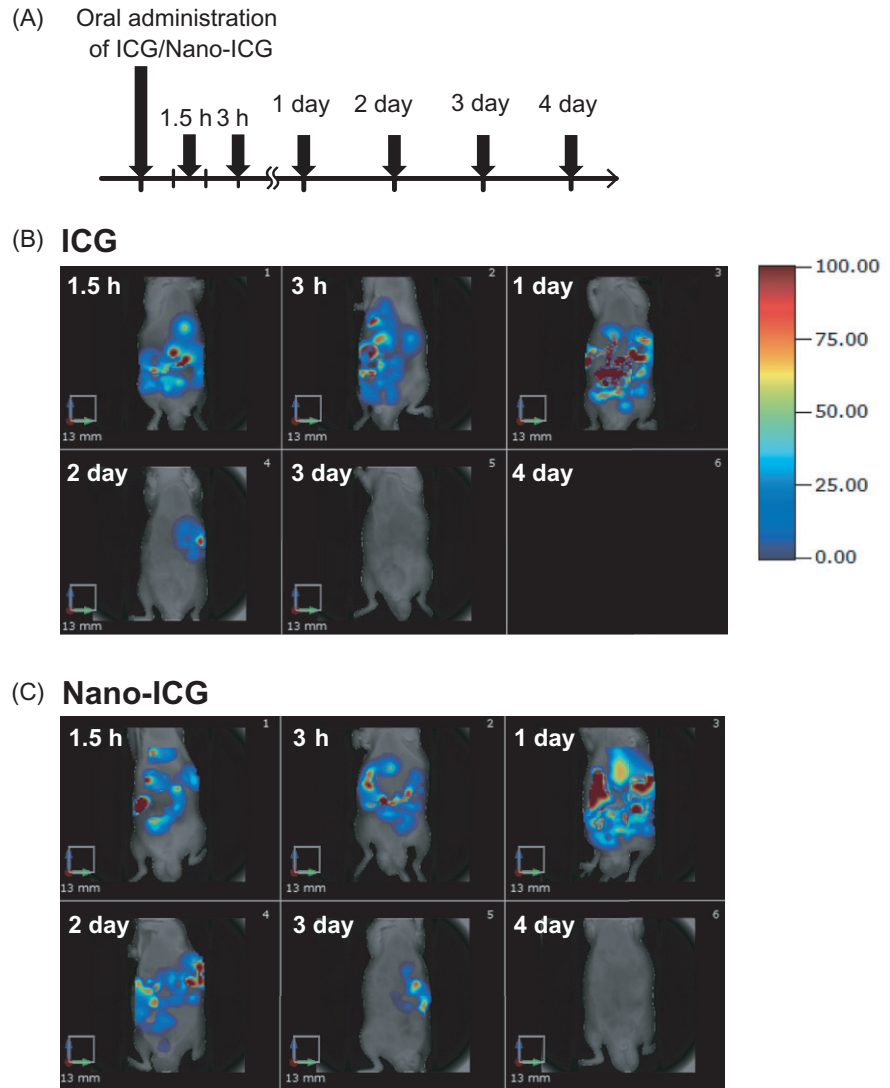 (A) Oral administration
of ICG/Nano-ICG
1.5 h 3 h 1 day 2 day 3 day 4 day
(B) ICG
1.5 h 1 3 h 2 1 day 3
13 mm 13 mm 13 mm
2 day 4 3 day 5 4 day 6
13 mm 13 mm
100.00
75.00
50.00
25.00
0.00
(C) Nano-ICG
1.5 h 1 3 h 2 1 day 3
13 mm 13 mm 13 mm
2 day 4 3 day 5 4 day 6
13 mm 13 mm 13 mm